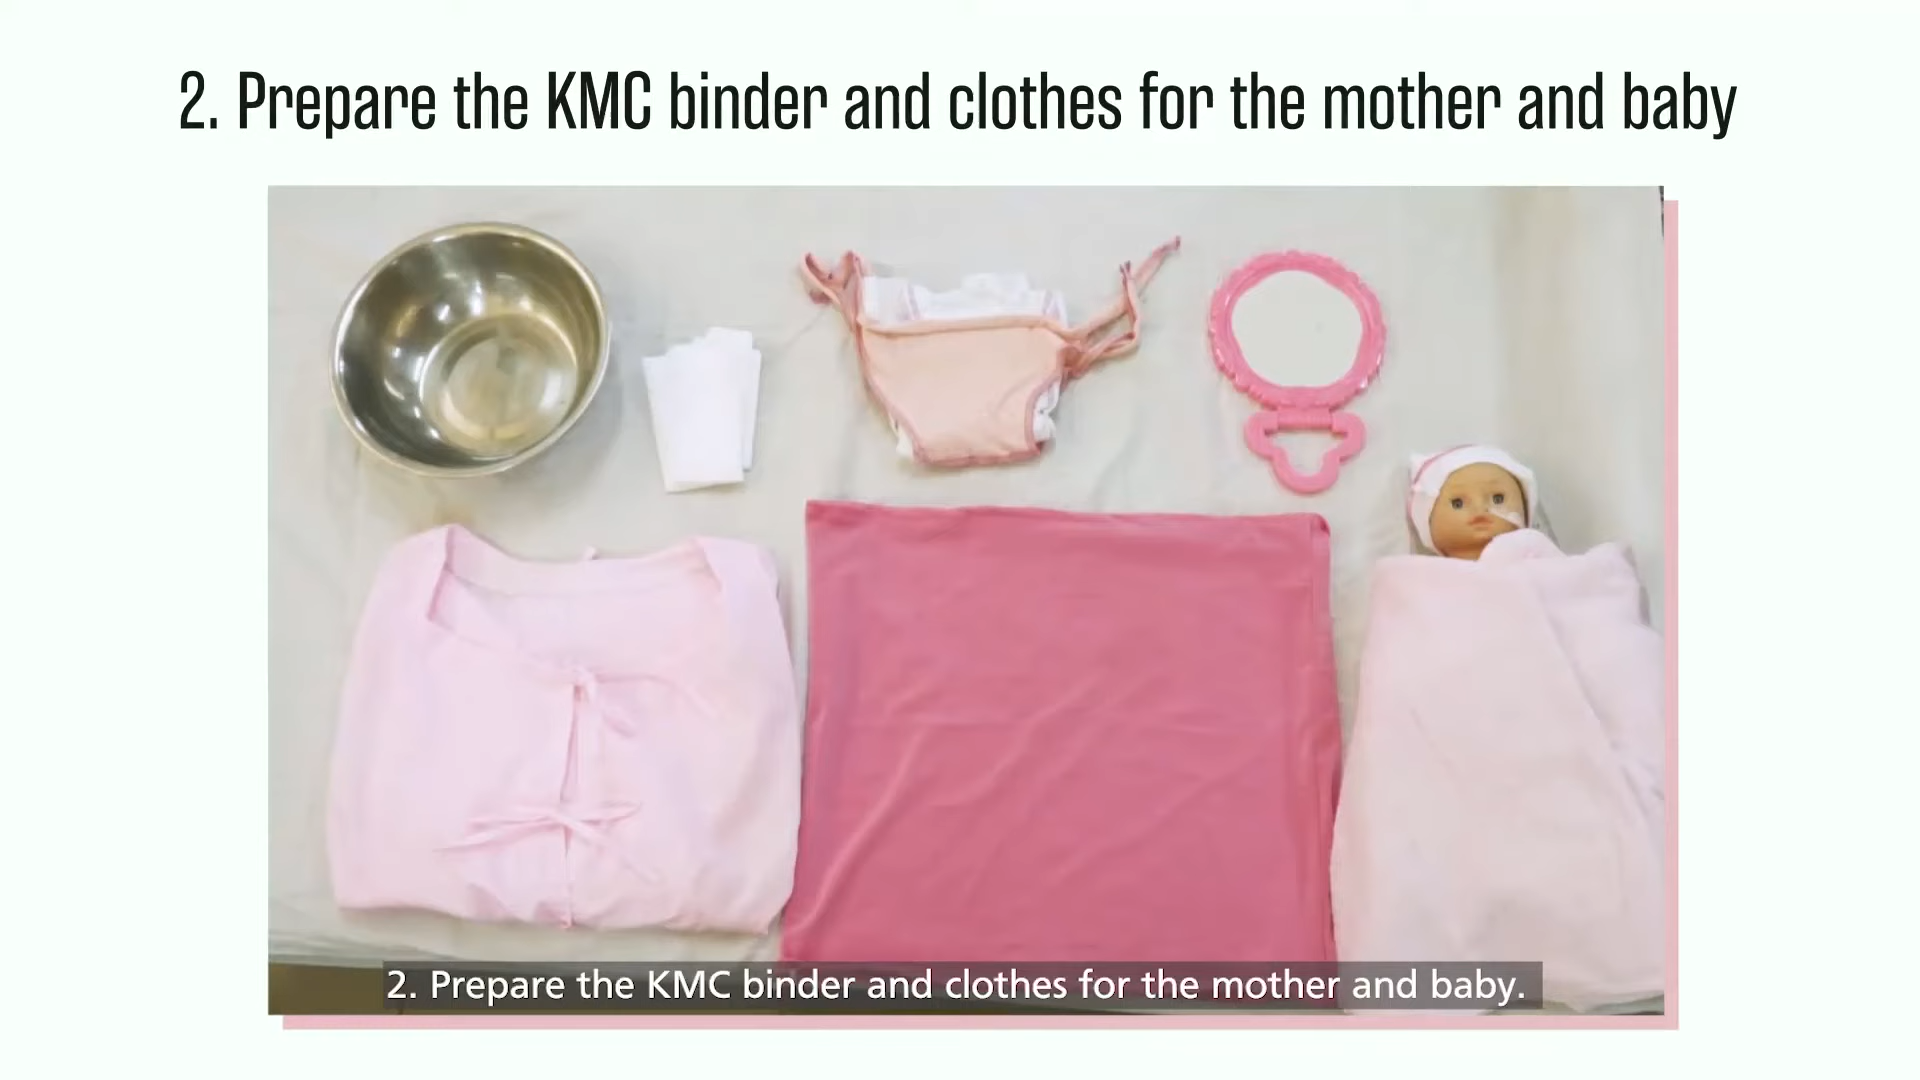 2. Prepare the KMC binder and clothes for the mother and baby
2. Prepare the KMC binder and clothes for the mother and baby.